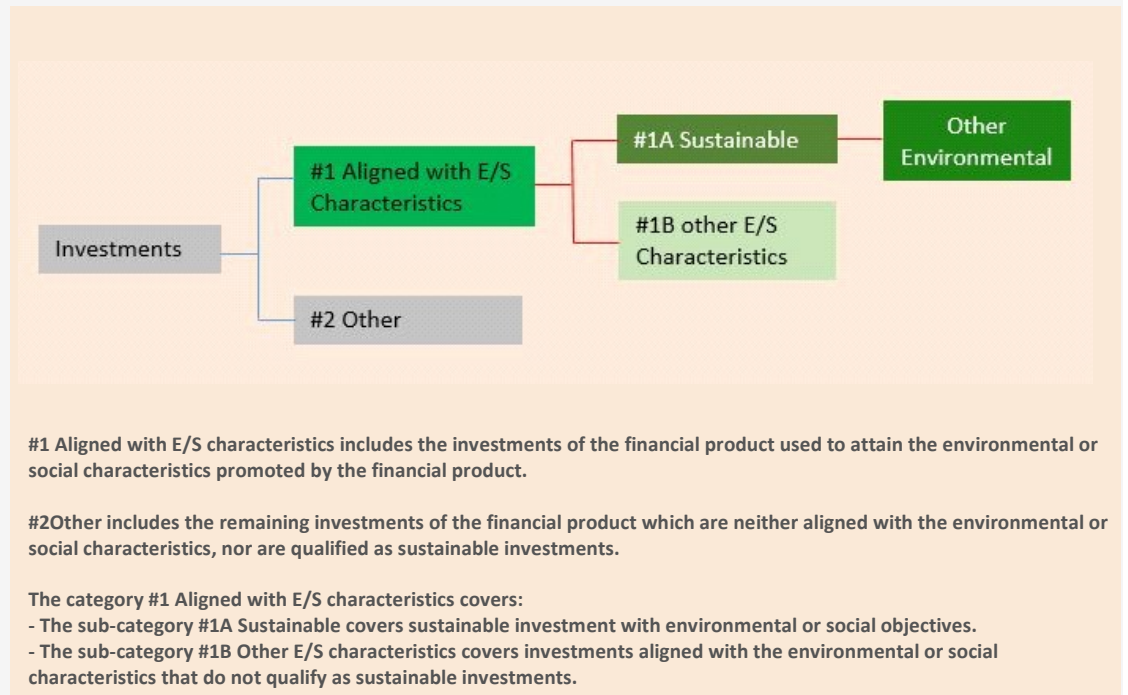 Other
Environmental
#1A Sustainable
#1 Aligned with E/S
Characteristics
#1B other E/S
Characteristics
Investments
#2 Other
#1 Aligned with E/S characteristics includes the investments of the financial product used to attain the environmental or
social characteristics promoted by the financial product.
#2Other includes the remaining investments of the financial product which are neither aligned with the environmental or
social characteristics, nor are qualified as sustainable investments.
The category #1 Aligned with E/S characteristics covers:
- The sub-category #1A Sustainable covers sustainable investment with environmental or social objectives.
- The sub-category #1B Other E/S characteristics covers investments aligned with the environmental or social
characteristics that do not qualify as sustainable investments.